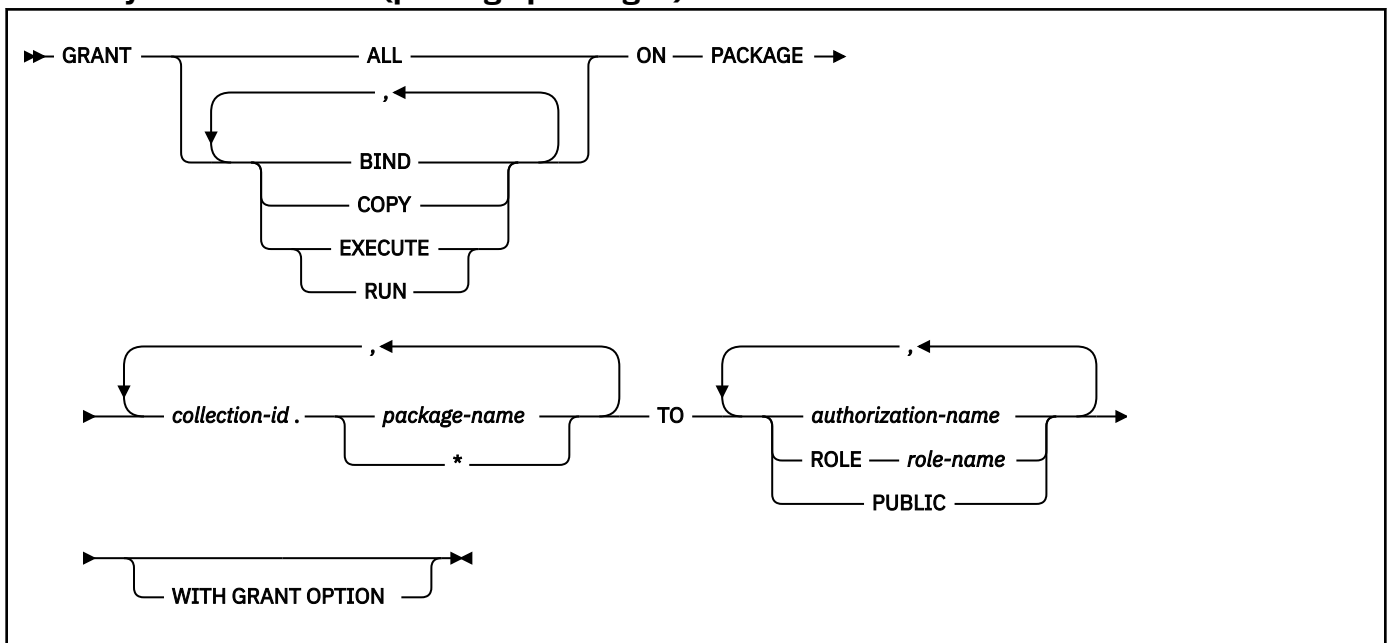 GRANT ALL ON PACKAGE
,
BIND
COPY
EXECUTE
RUN
, ,
collection-id . package-name TO authorization-name
* ROLE role-name
PUBLIC
WITH GRANT OPTION